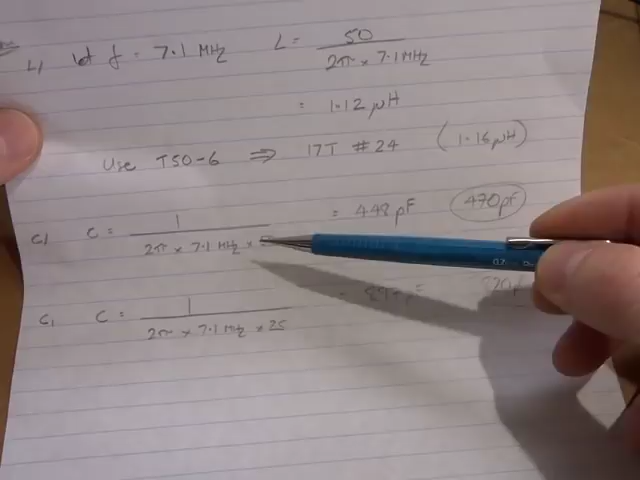 L1 let f = 7.1 MHz L = 50 / 2π × 7.1 MHz
= 1.12 μH
Use T50-6 ⇒ 17T #24 (1.16 μH)
C1 C = 1 / 2π × 7.1 MHz × = 448 pF 470pf
C1 C = 1 / 2π × 7.1 MHz × 25 =